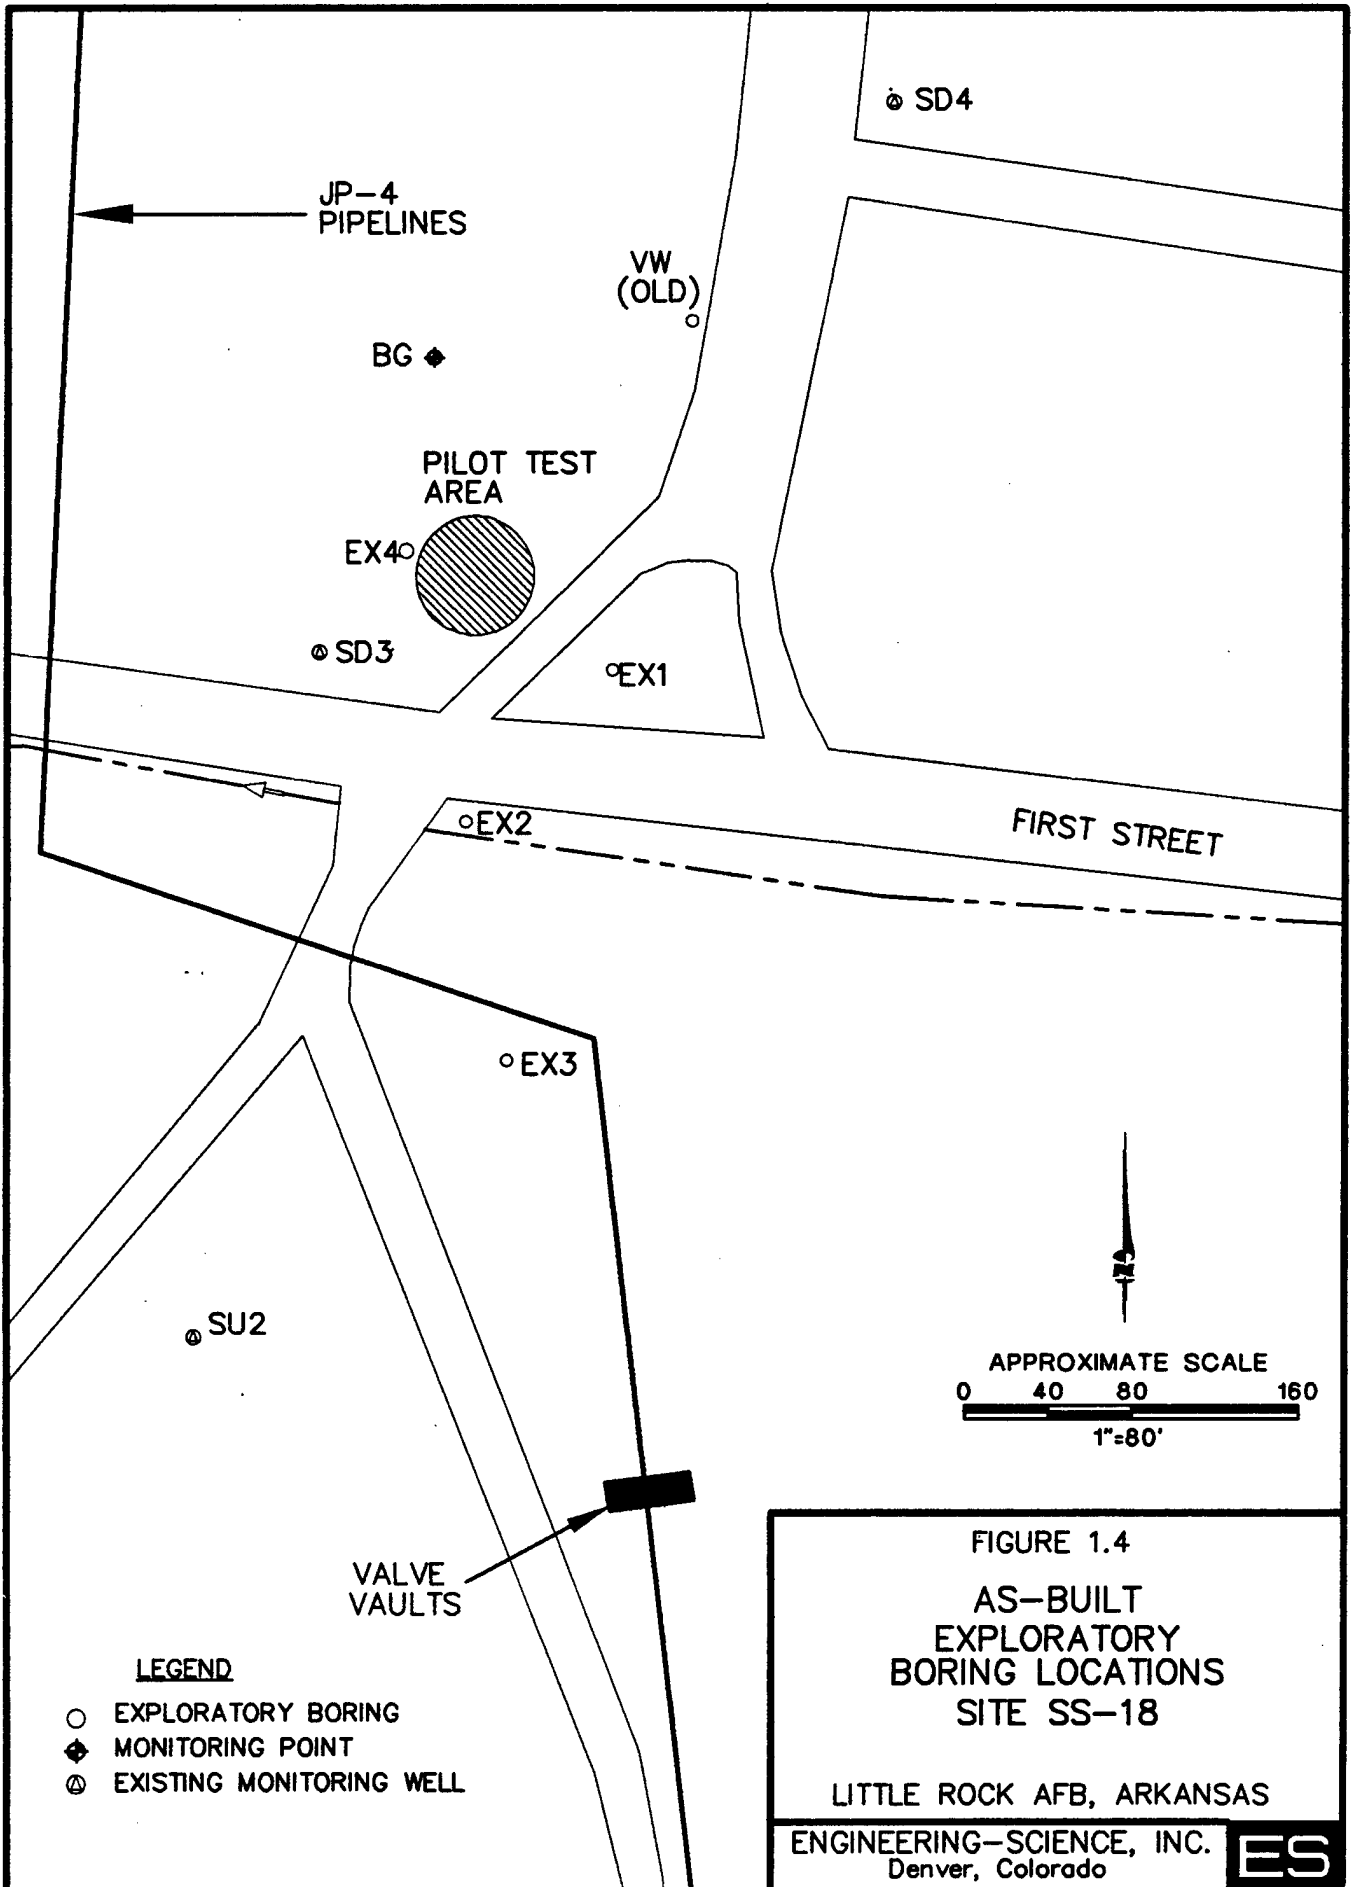 SD4
JP-4
PIPELINES
VW
(OLD)
BG
PILOT TEST
AREA
EX4
SD3
EX1
EX2
FIRST STREET
EX3
SU2
N
APPROXIMATE SCALE
0 40 80 160
1"=80'
VALVE
VAULTS
LEGEND
EXPLORATORY BORING
MONITORING POINT
EXISTING MONITORING WELL
FIGURE 1.4
AS-BUILT
EXPLORATORY
BORING LOCATIONS
SITE SS-18
LITTLE ROCK AFB, ARKANSAS
ENGINEERING-SCIENCE, INC.
Denver, Colorado
ES